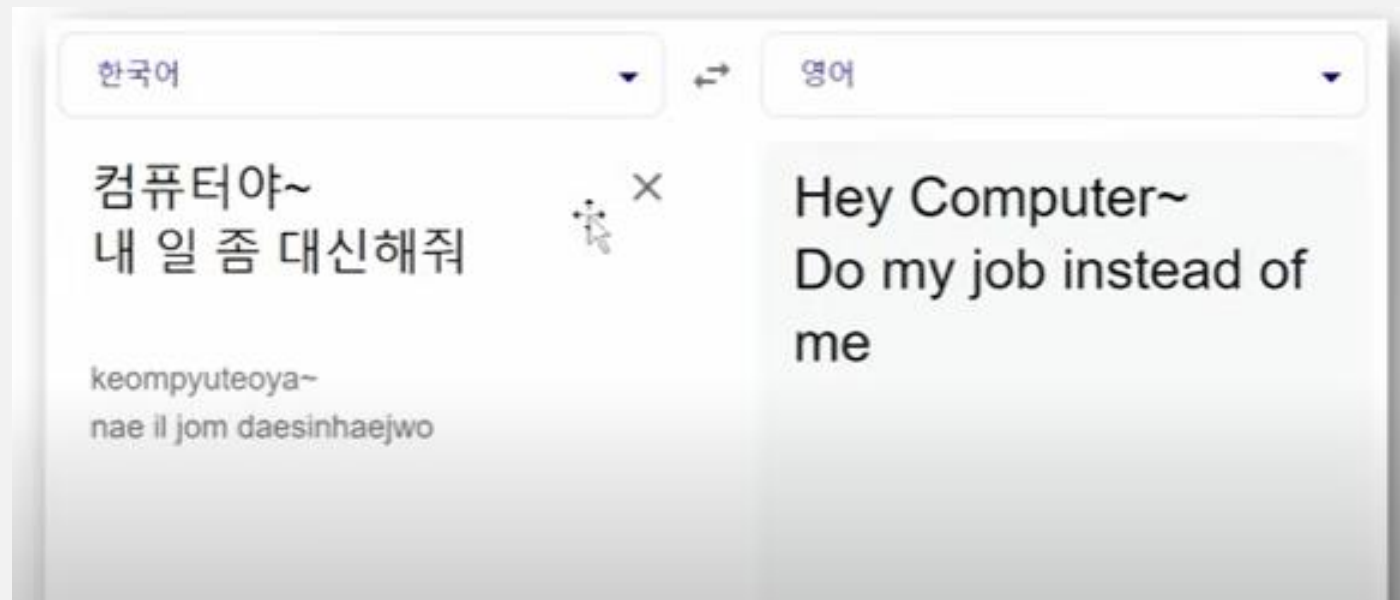 한국어
영어
컴퓨터야~
내 일 좀 대신해줘
keompyuteoya~
nae il jom daesinhaejwo
Hey Computer~
Do my job instead of
me